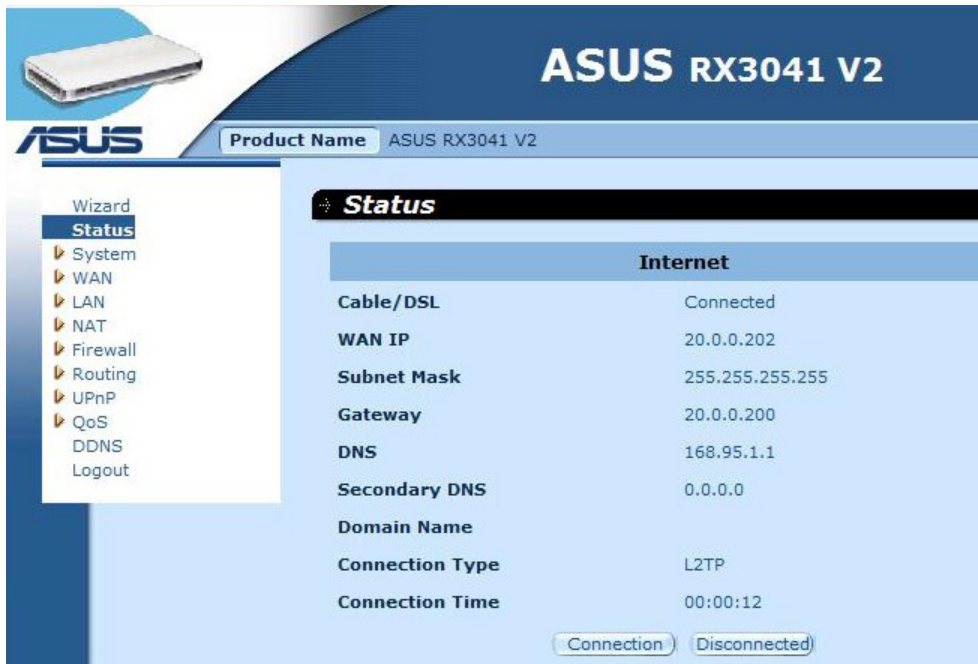 ASUS RX3041 V2
ASUS
Product Name ASUS RX3041 V2
Wizard
Status
System
WAN
LAN
NAT
Firewall
Routing
UPnP
QoS
DDNS
Logout
Status
Internet
Cable/DSL Connected
WAN IP 20.0.0.202
Subnet Mask 255.255.255.255
Gateway 20.0.0.200
DNS 168.95.1.1
Secondary DNS 0.0.0.0
Domain Name
Connection Type L2TP
Connection Time 00:00:12
Connection Disconnected